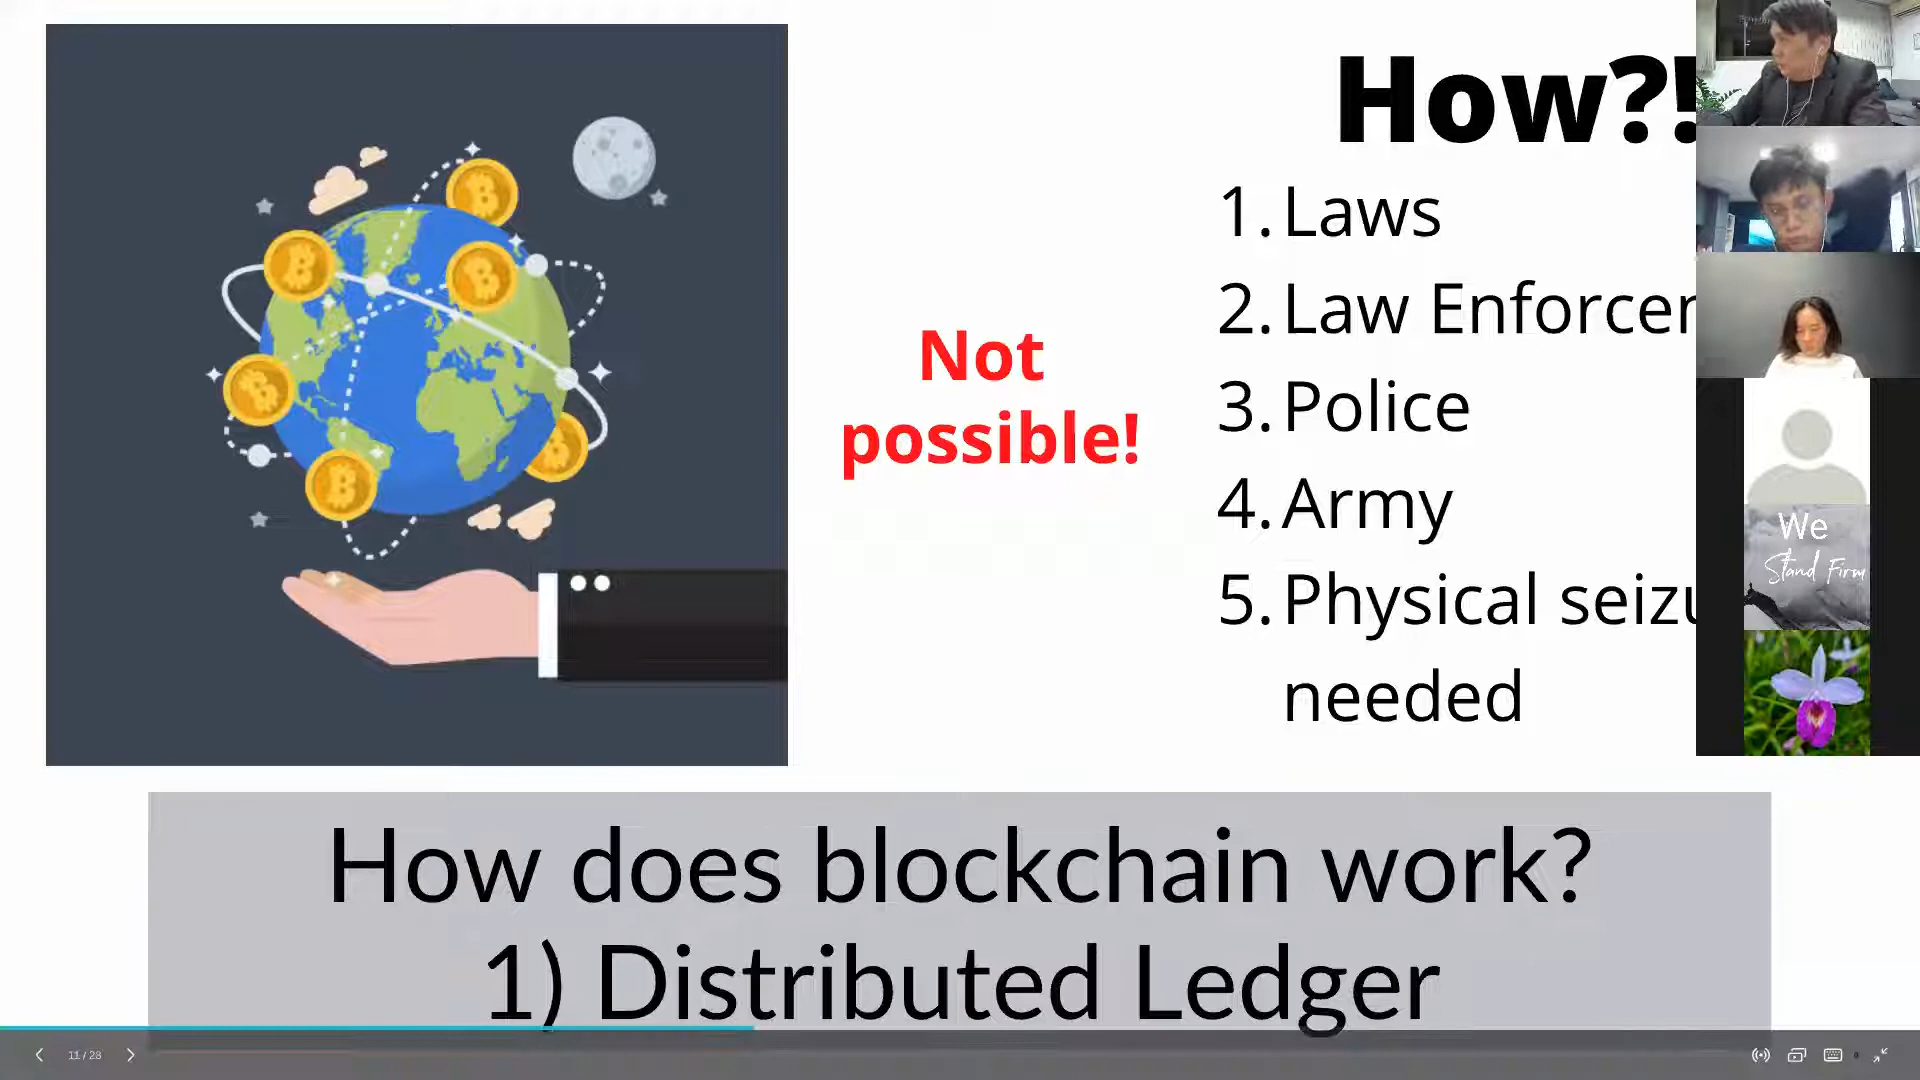 How?!
1. Laws
2. Law Enforcer
3. Police
4. Army
5. Physical seizu
needed
Not
possible!
We
Stand Firm
How does blockchain work?
1) Distributed Ledger
11 / 28